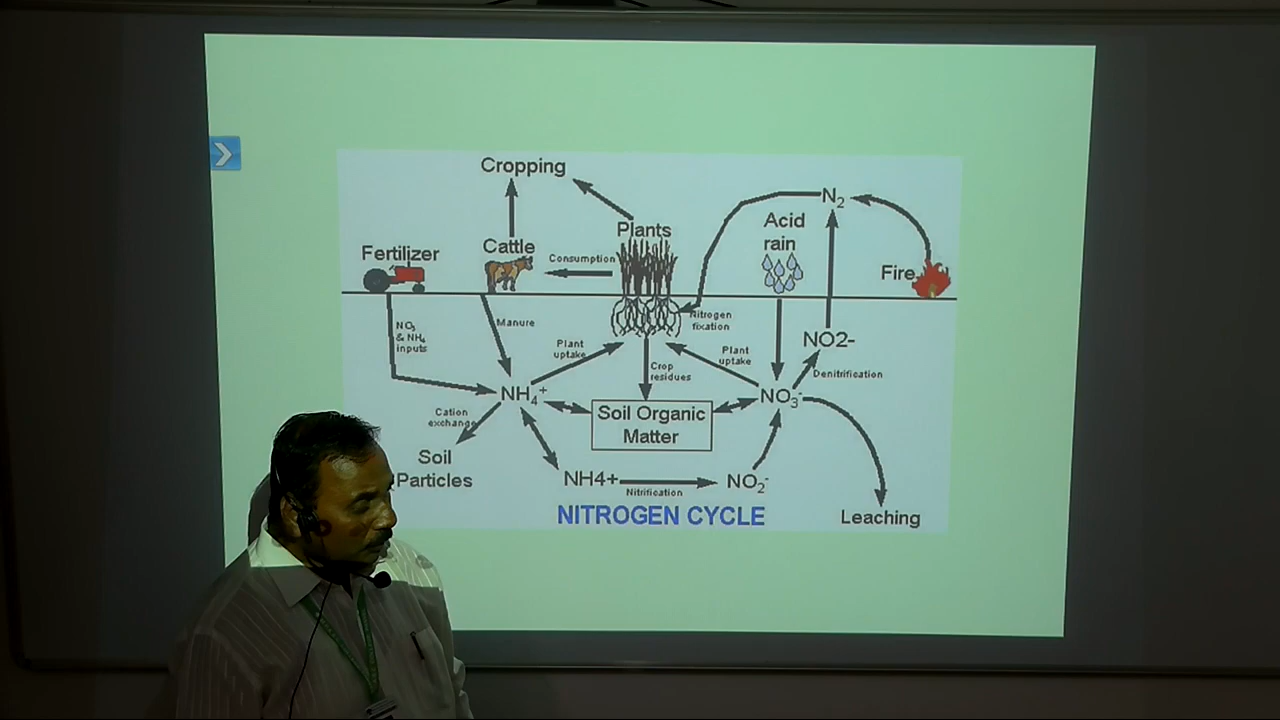 Cropping
N₂
Acid
rain
Plants
Fertilizer
Cattle
Consumption
Fire
NO₃
& NH₄
inputs
Manure
Nitrogen
fixation
Plant
uptake
Plant
uptake
Crop
residues
NO2-
Denitrification
NH₄⁺
NO₃⁻
Soil Organic
Matter
Cation
exchange
Soil
Particles
NH4+
Nitrification
NO₂⁻
NITROGEN CYCLE
Leaching